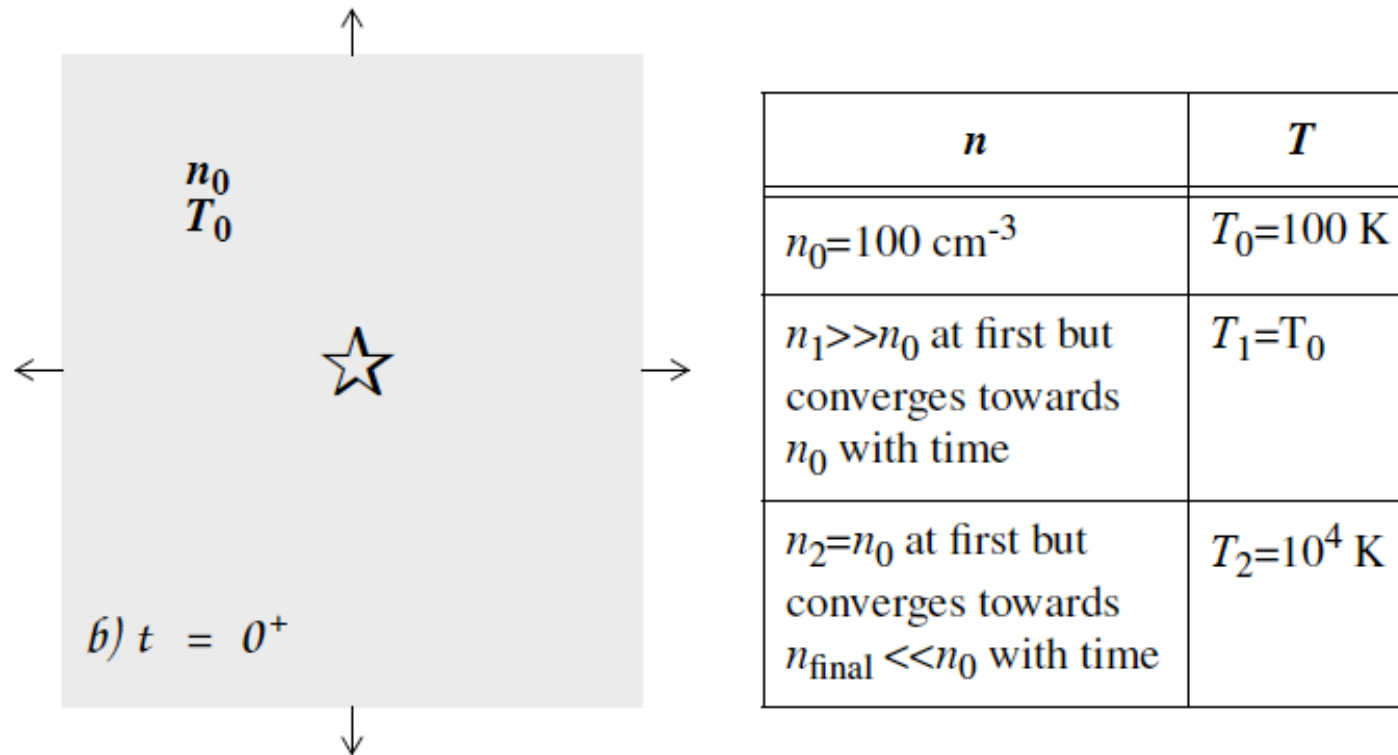 n₀
T₀
b) t = 0⁺
n T
n₀=100 cm⁻³ T₀=100 K
n₁>>n₀ at first but T₁=T₀
converges towards
n₀ with time
n₂=n₀ at first but T₂=10⁴ K
converges towards
n_final <<n₀ with time